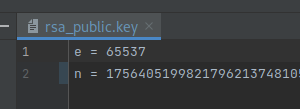 rsa_public.key
1 e = 65537
2 n = 1756405199821796213748105